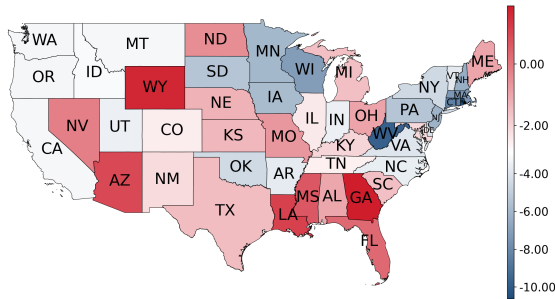 WA
MT
ND
MN
ME
OR
ID
SD
WI
MI
VT
NH
WY
NY
IA
MA
CT
NE
PA
NV
UT
IL
IN
OH
NJ
CO
KS
MO
WV
DE
CA
KY
VA
AZ
NM
OK
AR
TN
NC
TX
LA
MS
AL
GA
SC
FL
0.00
-2.00
-4.00
-6.00
-8.00
-10.00